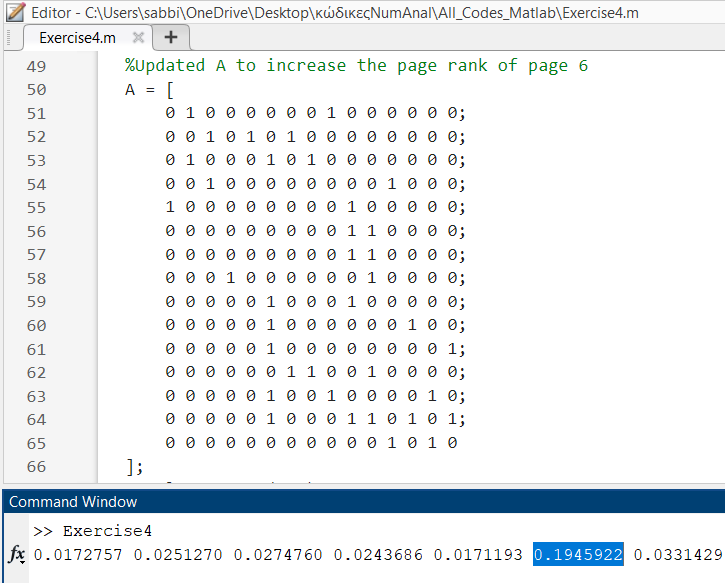 Editor - C:\Users\sabbi\OneDrive\Desktop\κώδικεςNumAnal\All_Codes_Matlab\Exercise4.m
Exercise4.m × +
49 %Updated A to increase the page rank of page 6
50 A = [
51 0 1 0 0 0 0 0 0 1 0 0 0 0 0 0;
52 0 0 1 0 1 0 1 0 0 0 0 0 0 0 0;
53 0 1 0 0 0 1 0 1 0 0 0 0 0 0 0;
54 0 0 1 0 0 0 0 0 0 0 0 1 0 0 0;
55 1 0 0 0 0 0 0 0 0 1 0 0 0 0 0;
56 0 0 0 0 0 0 0 0 0 1 1 0 0 0 0;
57 0 0 0 0 0 0 0 0 0 1 1 0 0 0 0;
58 0 0 0 1 0 0 0 0 0 0 1 0 0 0 0;
59 0 0 0 0 0 1 0 0 0 1 0 0 0 0 0;
60 0 0 0 0 0 1 0 0 0 0 0 0 1 0 0;
61 0 0 0 0 0 1 0 0 0 0 0 0 0 0 1;
62 0 0 0 0 0 0 1 1 0 0 1 0 0 0 0;
63 0 0 0 0 0 1 0 0 1 0 0 0 0 1 0;
64 0 0 0 0 0 1 0 0 0 1 1 0 1 0 1;
65 0 0 0 0 0 0 0 0 0 0 0 1 0 1 0
66 ];
Command Window
>> Exercise4
fx 0.0172757 0.0251270 0.0274760 0.0243686 0.0171193 0.1945922 0.0331429